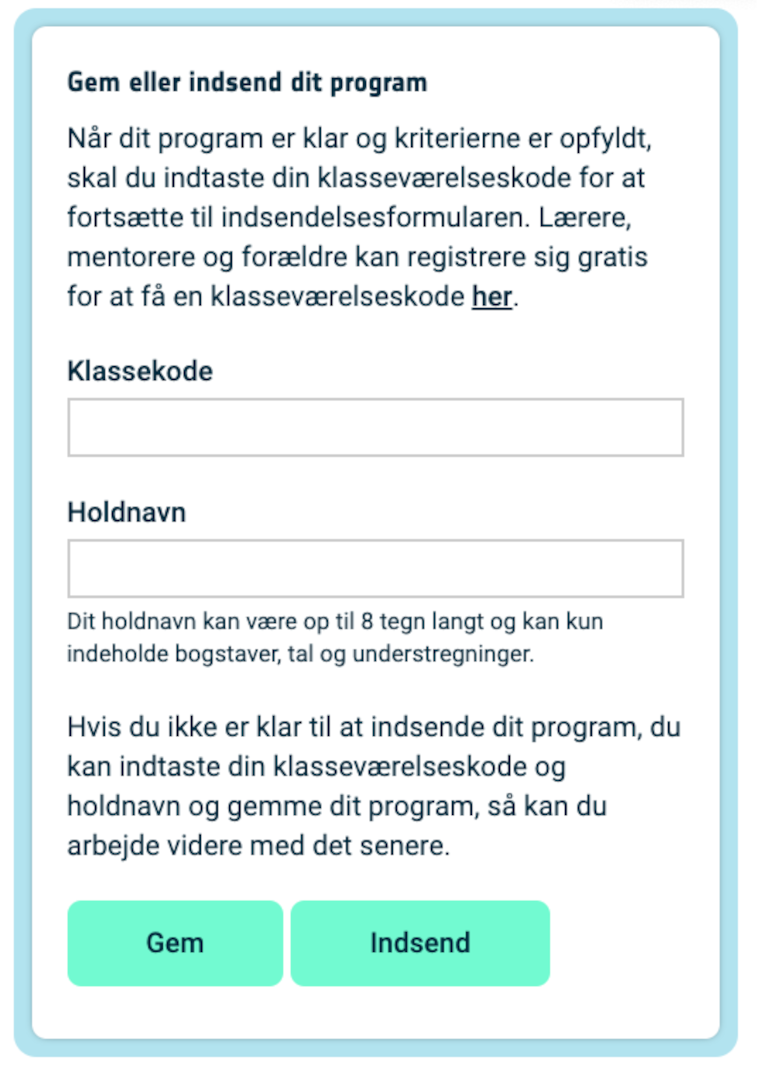 Gem eller indsend dit program
Når dit program er klar og kriterierne er opfyldt,
skal du indtaste din klasseværelseskode for at
fortsætte til indsendelsesformularen. Lærere,
mentorere og forældre kan registrere sig gratis
for at få en klasseværelseskode her.
Klassekode
Holdnavn
Dit holdnavn kan være op til 8 tegn langt og kan kun
indeholde bogstaver, tal og understregninger.
Hvis du ikke er klar til at indsende dit program, du
kan indtaste din klasseværelseskode og
holdnavn og gemme dit program, så kan du
arbejde videre med det senere.
Gem Indsend